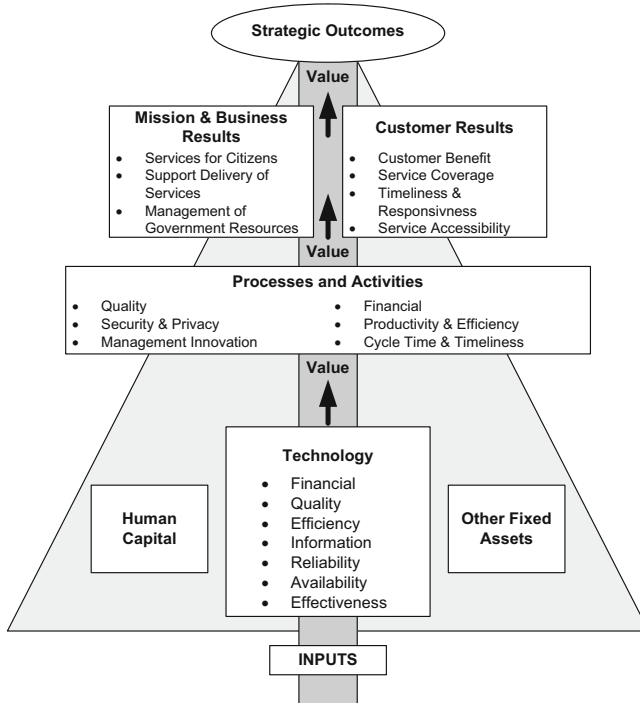 Strategic Outcomes
Value
Mission & Business
Results
• Services for Citizens
• Support Delivery of
Services
• Management of
Government Resources
Customer Results
• Customer Benefit
• Service Coverage
• Timeliness &
Responsivness
• Service Accessibility
Value
Processes and Activities
• Quality
• Security & Privacy
• Management Innovation
• Financial
• Productivity & Efficiency
• Cycle Time & Timeliness
Value
Technology
• Financial
• Quality
• Efficiency
• Information
• Reliability
• Availability
• Effectiveness
Human
Capital
Other Fixed
Assets
INPUTS